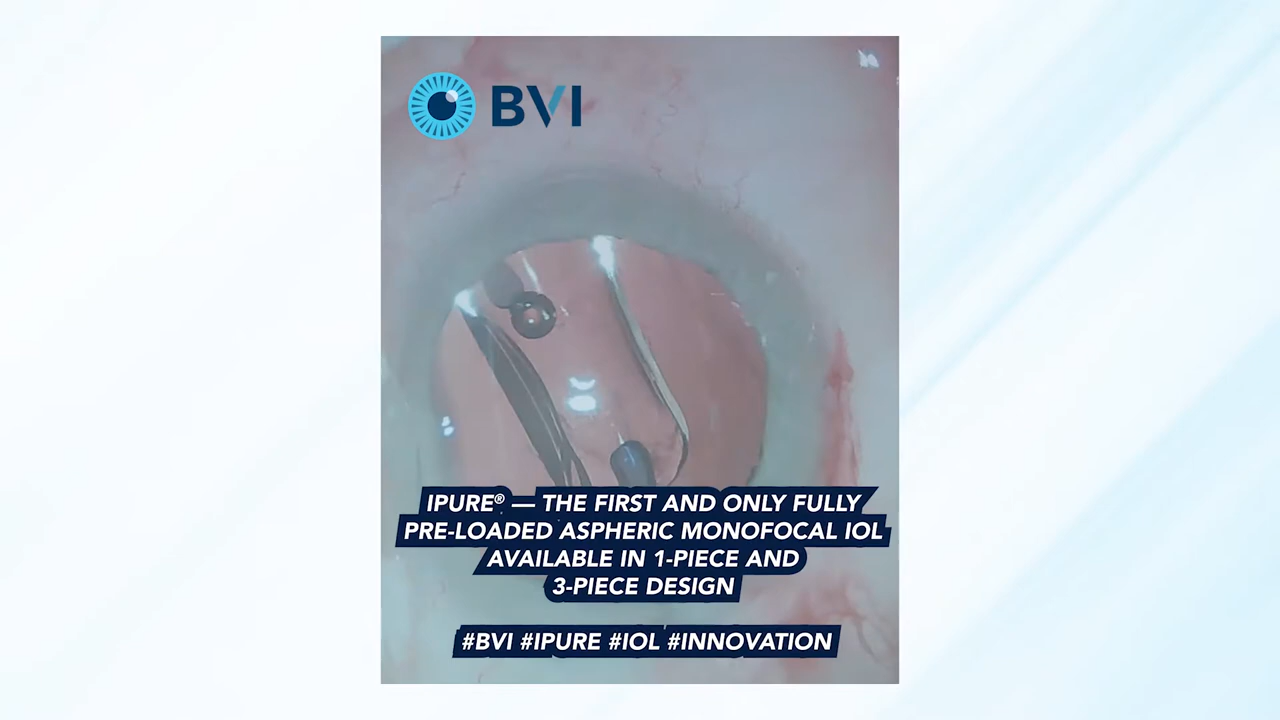 BVI
IPURE® — THE FIRST AND ONLY FULLY
PRE-LOADED ASPHERIC MONOFOCAL IOL
AVAILABLE IN 1-PIECE AND
3-PIECE DESIGN
#BVI #IPURE #IOL #INNOVATION